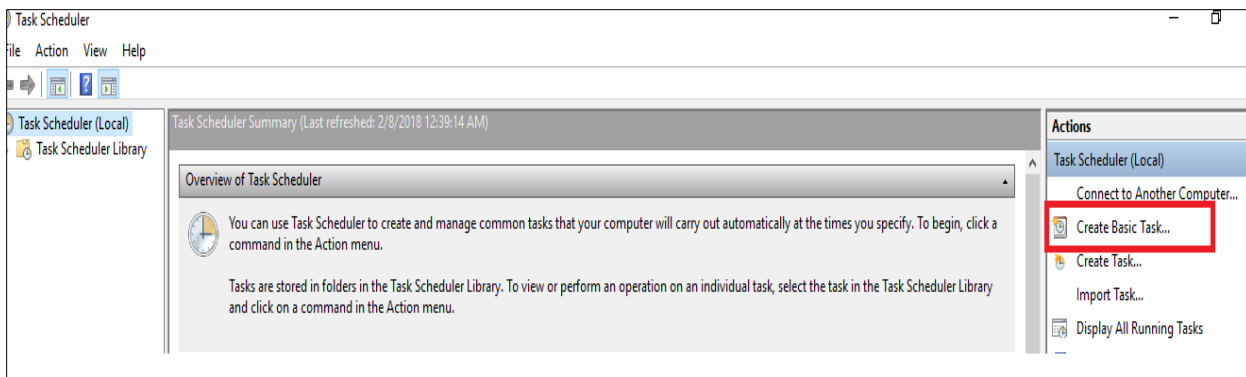 Task Scheduler
File Action View Help
Task Scheduler (Local)
Task Scheduler Library
Task Scheduler Summary (Last refreshed: 2/8/2018 12:39:14 AM)
Overview of Task Scheduler
You can use Task Scheduler to create and manage common tasks that your computer will carry out automatically at the times you specify. To begin, click a
command in the Action menu.
Tasks are stored in folders in the Task Scheduler Library. To view or perform an operation on an individual task, select the task in the Task Scheduler Library
and click on a command in the Action menu.
Actions
Task Scheduler (Local)
Connect to Another Computer...
Create Basic Task...
Create Task...
Import Task...
Display All Running Tasks